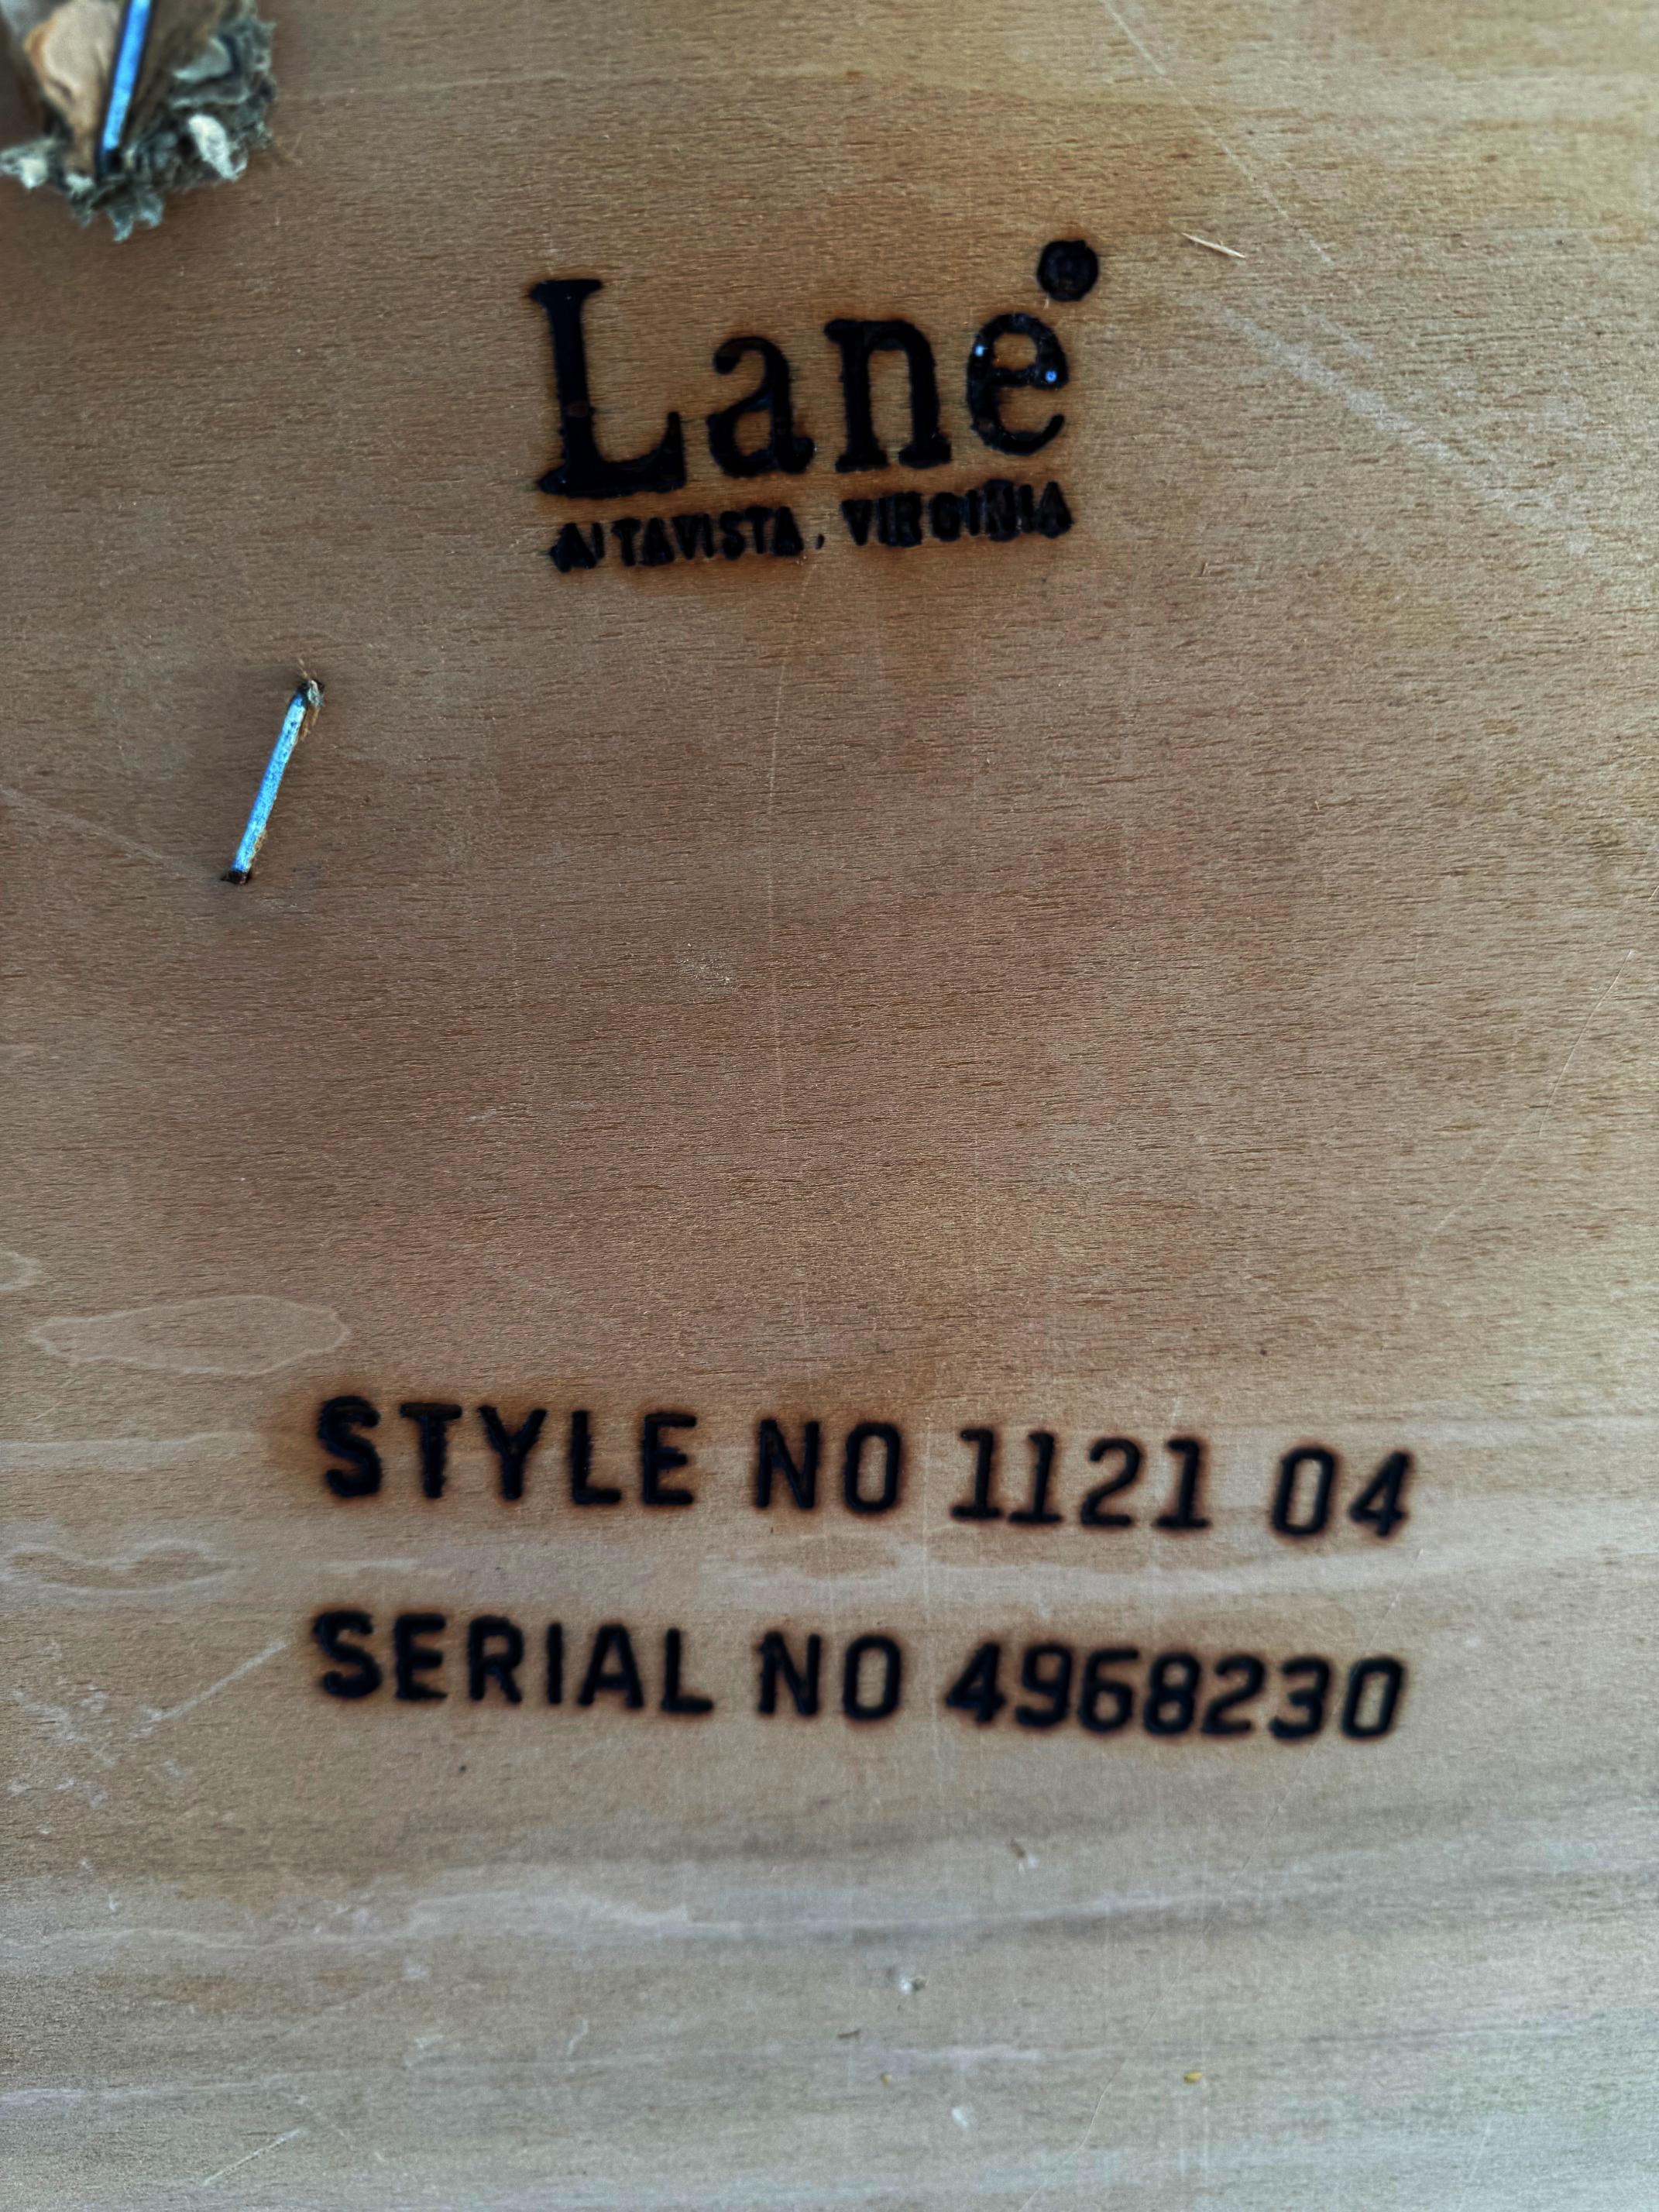 Lane
ALTAVISTA, VIRGINIA
STYLE NO 1121 04
SERIAL NO 4968230